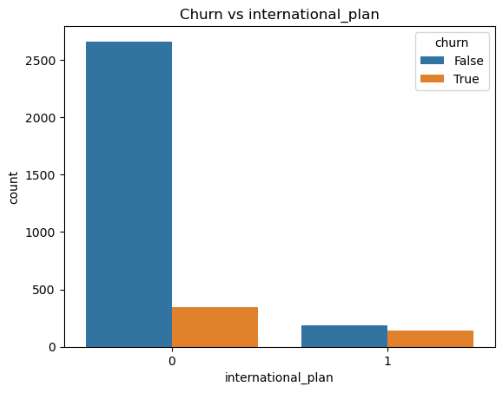 Churn vs international_plan
churn
False
True
count
2500
2000
1500
1000
500
0
0 1
international_plan